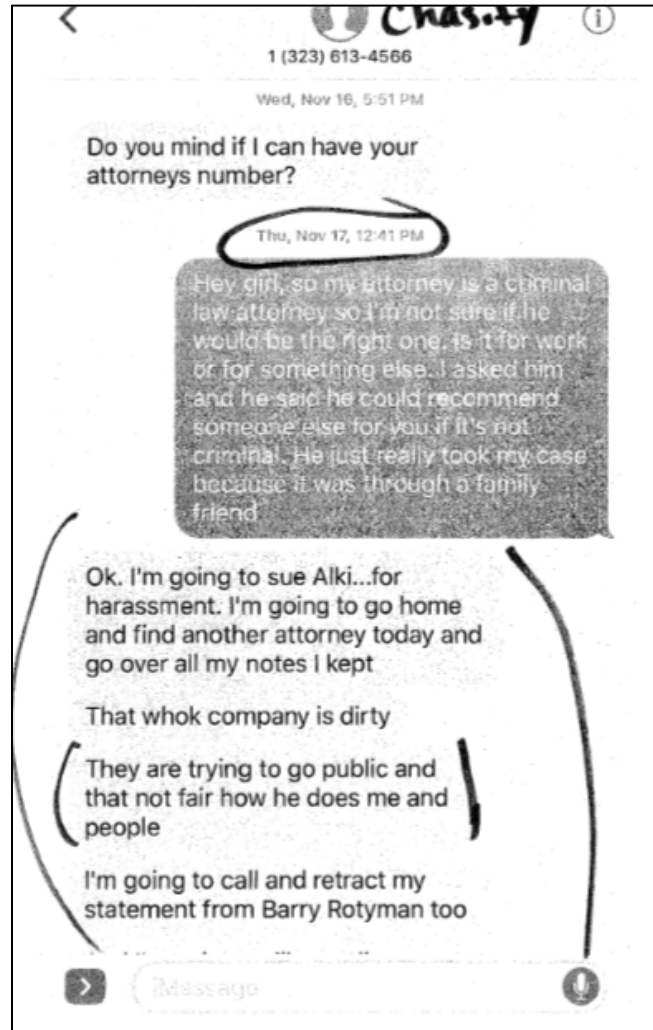 Chasity
1 (323) 613-4566
Wed, Nov 16, 5:51 PM
Do you mind if I can have your
attorneys number?
Thu, Nov 17, 12:41 PM
Hey girl, so my attorney is a criminal
law attorney so I'm not sure if he
would be the right one. Is it for work
or for something else. I asked him
and he said he could recommend
someone else for you if it's not
criminal. He just really took my case
because it was through a family
friend
Ok. I'm going to sue Alki...for
harassment. I'm going to go home
and find another attorney today and
go over all my notes I kept
That whok company is dirty
They are trying to go public and
that not fair how he does me and
people
I'm going to call and retract my
statement from Barry Rotyman too
iMessage